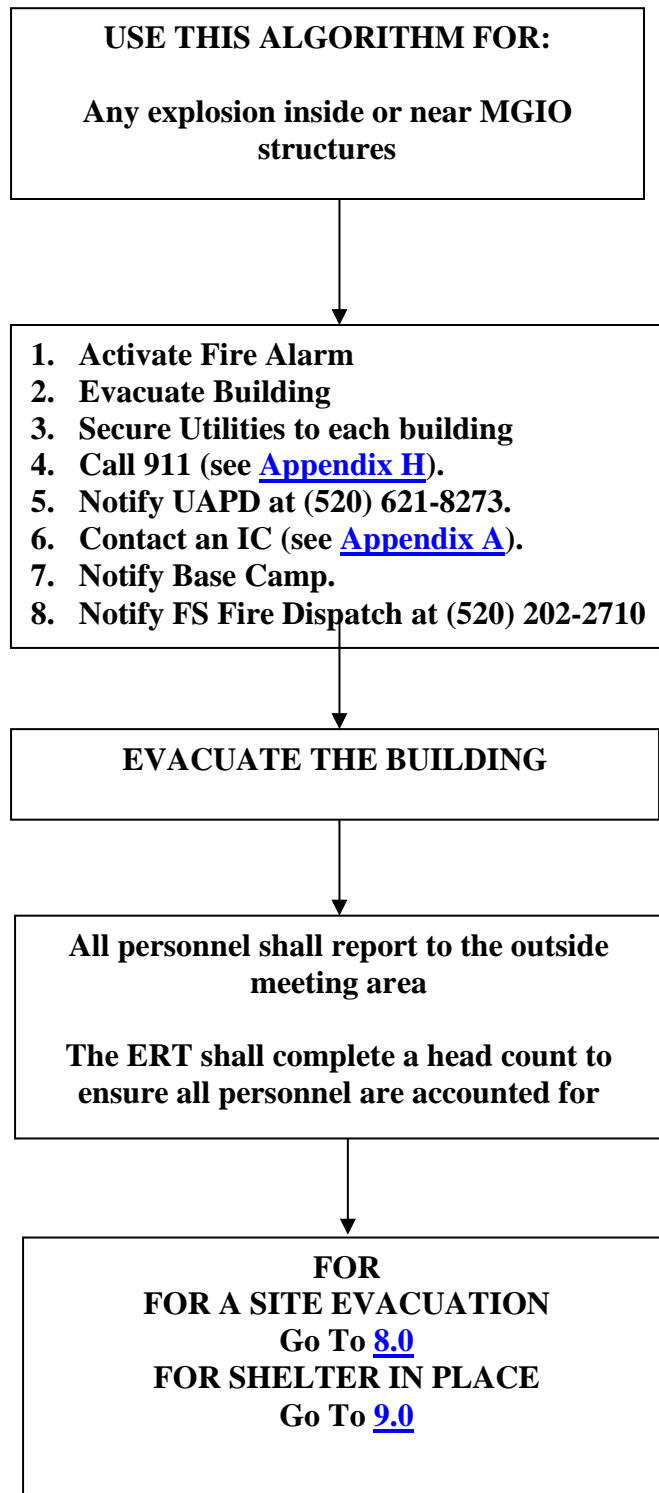 USE THIS ALGORITHM FOR:
Any explosion inside or near MGIO
structures
1. Activate Fire Alarm
2. Evacuate Building
3. Secure Utilities to each building
4. Call 911 (see Appendix H).
5. Notify UAPD at (520) 621-8273.
6. Contact an IC (see Appendix A).
7. Notify Base Camp.
8. Notify FS Fire Dispatch at (520) 202-2710
EVACUATE THE BUILDING
All personnel shall report to the outside
meeting area
The ERT shall complete a head count to
ensure all personnel are accounted for
FOR
FOR A SITE EVACUATION
Go To 8.0
FOR SHELTER IN PLACE
Go To 9.0